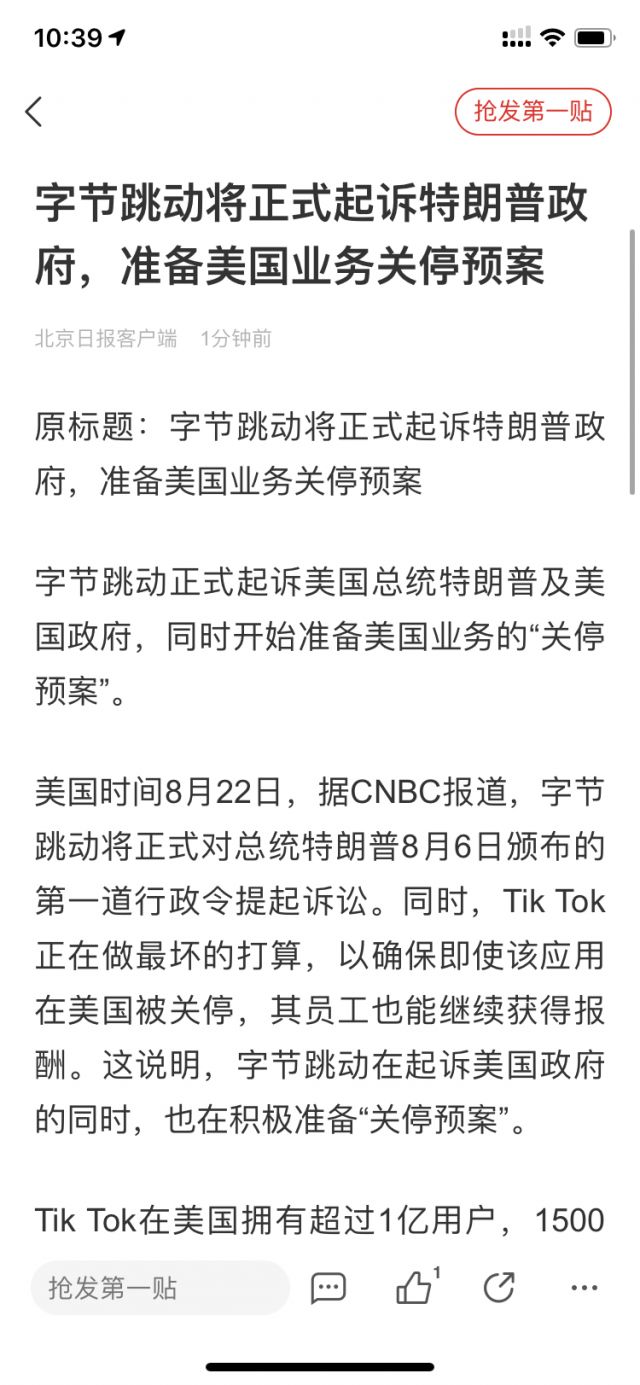 10:39
抢发第一贴
字节跳动将正式起诉特朗普政
府，准备美国业务关停预案
北京日报客户端 1分钟前
原标题：字节跳动将正式起诉特朗普政
府，准备美国业务关停预案
字节跳动正式起诉美国总统特朗普及美
国政府，同时开始准备美国业务的“关停
预案”。
美国时间8月22日，据CNBC报道，字节
跳动将正式对总统特朗普8月6日颁布的
第一道行政令提起诉讼。同时，Tik Tok
正在做最坏的打算，以确保即使该应用
在美国被关停，其员工也能继续获得报
酬。这说明，字节跳动在起诉美国政府
的同时，也在积极准备“关停预案”。
Tik Tok在美国拥有超过1亿用户，1500
抢发第一贴
1